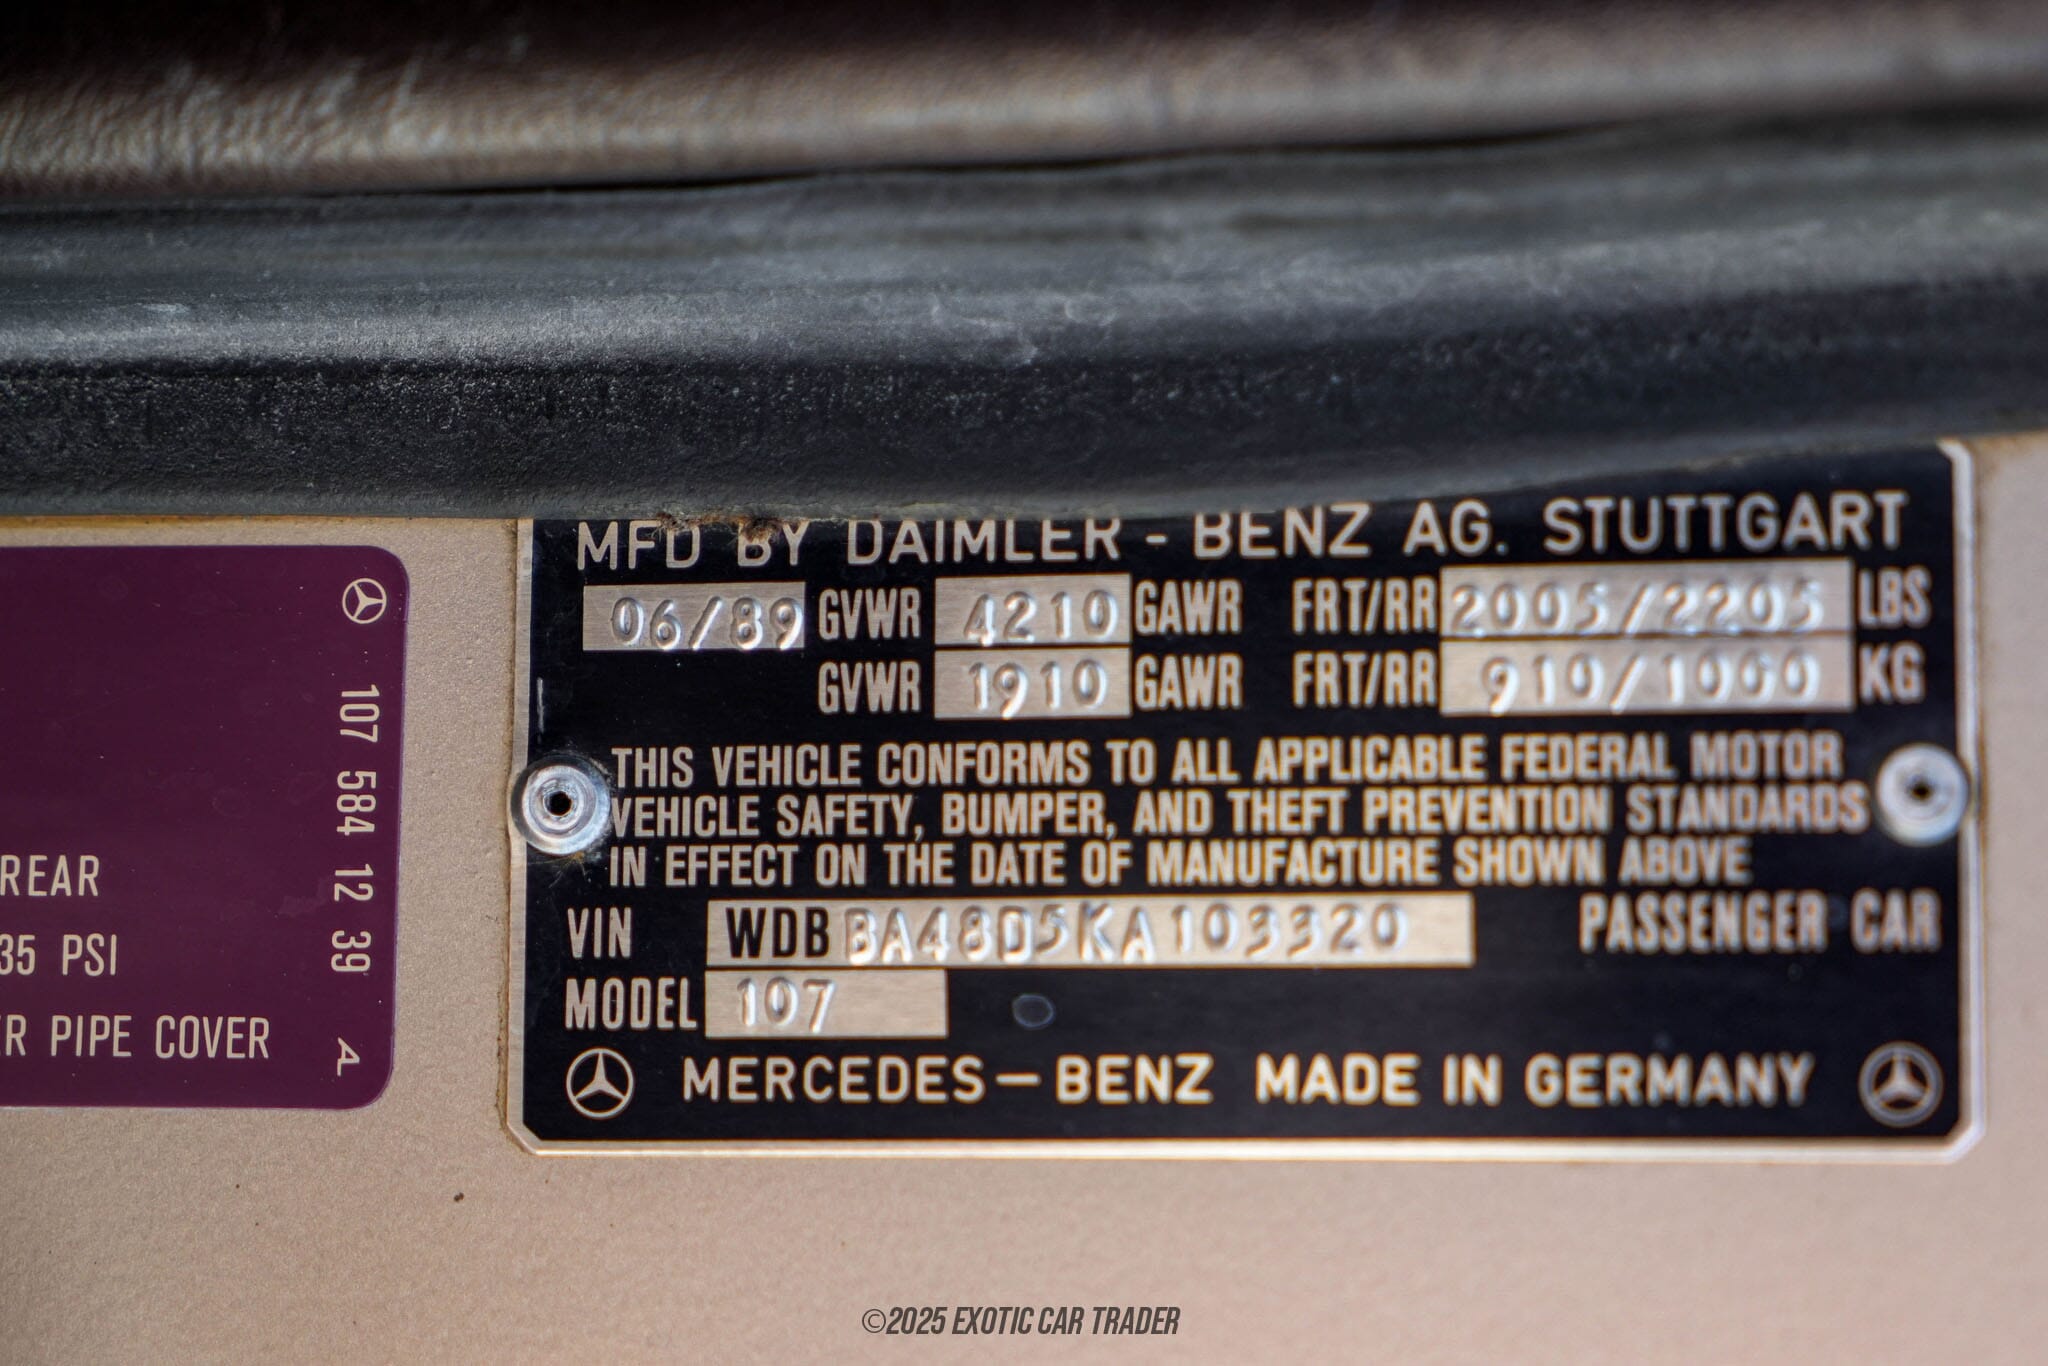 MFD BY DAIMLER - BENZ AG. STUTTGART
06/89 GVWR 4210 GAWR FRT/RR 2005/2205 LBS
GVWR 1910 GAWR FRT/RR 910/1000 KG
THIS VEHICLE CONFORMS TO ALL APPLICABLE FEDERAL MOTOR
VEHICLE SAFETY, BUMPER, AND THEFT PREVENTION STANDARDS
IN EFFECT ON THE DATE OF MANUFACTURE SHOWN ABOVE
VIN WDBBA48D5KA103320 PASSENGER CAR
MODEL 107
MERCEDES-BENZ MADE IN GERMANY
107 584 12 39 A
REAR
35 PSI
ER PIPE COVER
©2025 EXOTIC CAR TRADER